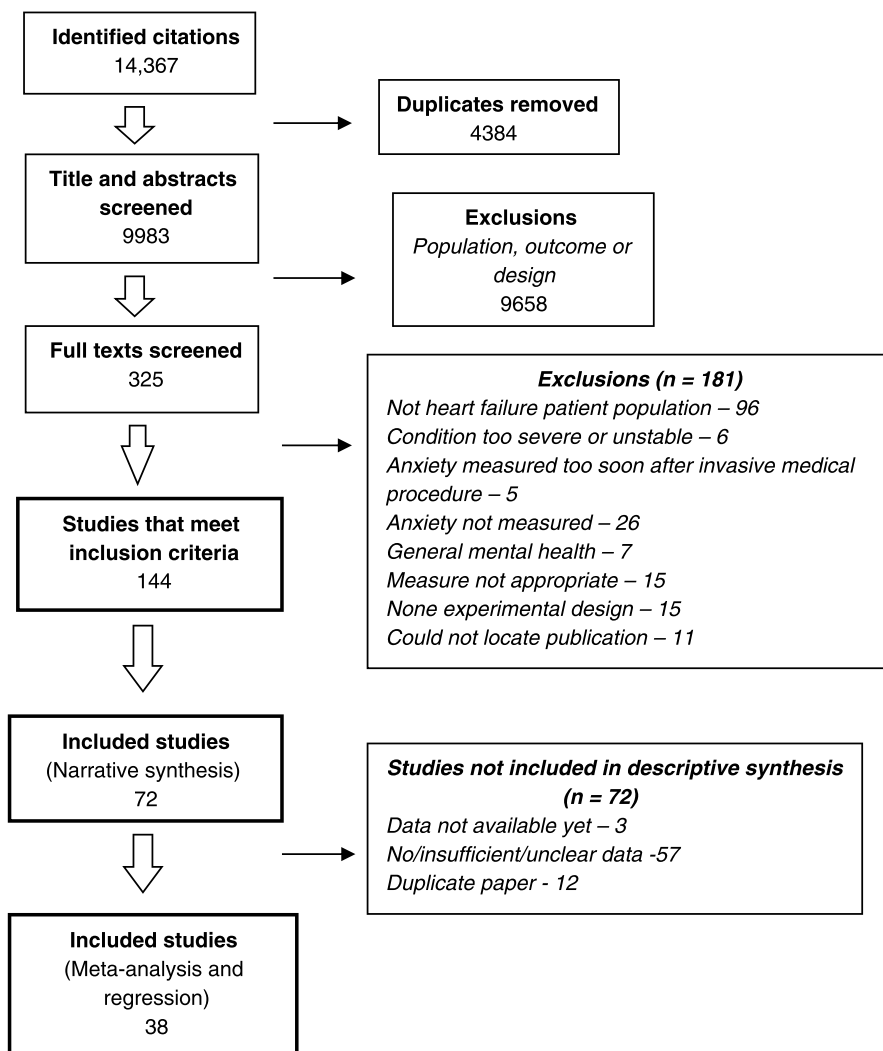 Identified citations
14,367
Duplicates removed
4384
Title and abstracts
screened
9983
Exclusions
Population, outcome or
design
9658
Full texts screened
325
Exclusions (n = 181)
Not heart failure patient population – 96
Condition too severe or unstable – 6
Anxiety measured too soon after invasive medical
procedure – 5
Anxiety not measured – 26
General mental health – 7
Measure not appropriate – 15
None experimental design – 15
Could not locate publication – 11
Studies that meet
inclusion criteria
144
Included studies
(Narrative synthesis)
72
Studies not included in descriptive synthesis
(n = 72)
Data not available yet – 3
No/insufficient/unclear data -57
Duplicate paper - 12
Included studies
(Meta-analysis and
regression)
38